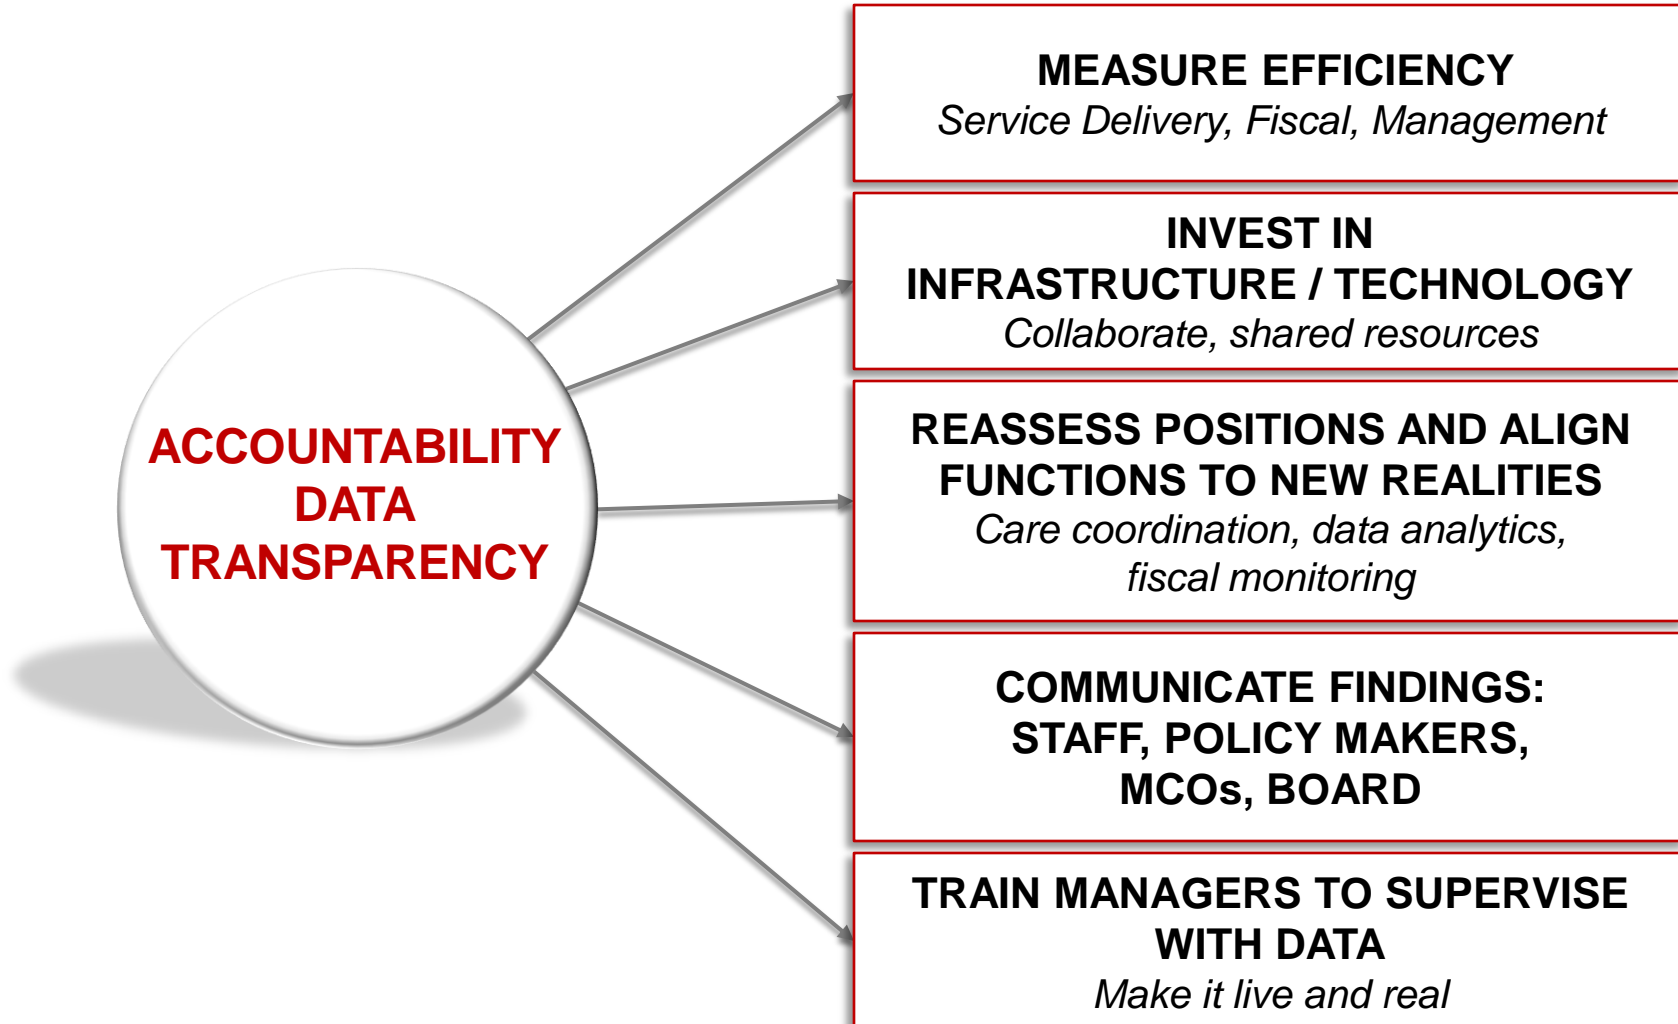 ACCOUNTABILITY
DATA
TRANSPARENCY
MEASURE EFFICIENCY
Service Delivery, Fiscal, Management
INVEST IN
INFRASTRUCTURE / TECHNOLOGY
Collaborate, shared resources
REASSESS POSITIONS AND ALIGN
FUNCTIONS TO NEW REALITIES
Care coordination, data analytics,
fiscal monitoring
COMMUNICATE FINDINGS:
STAFF, POLICY MAKERS,
MCOs, BOARD
TRAIN MANAGERS TO SUPERVISE
WITH DATA
Make it live and real